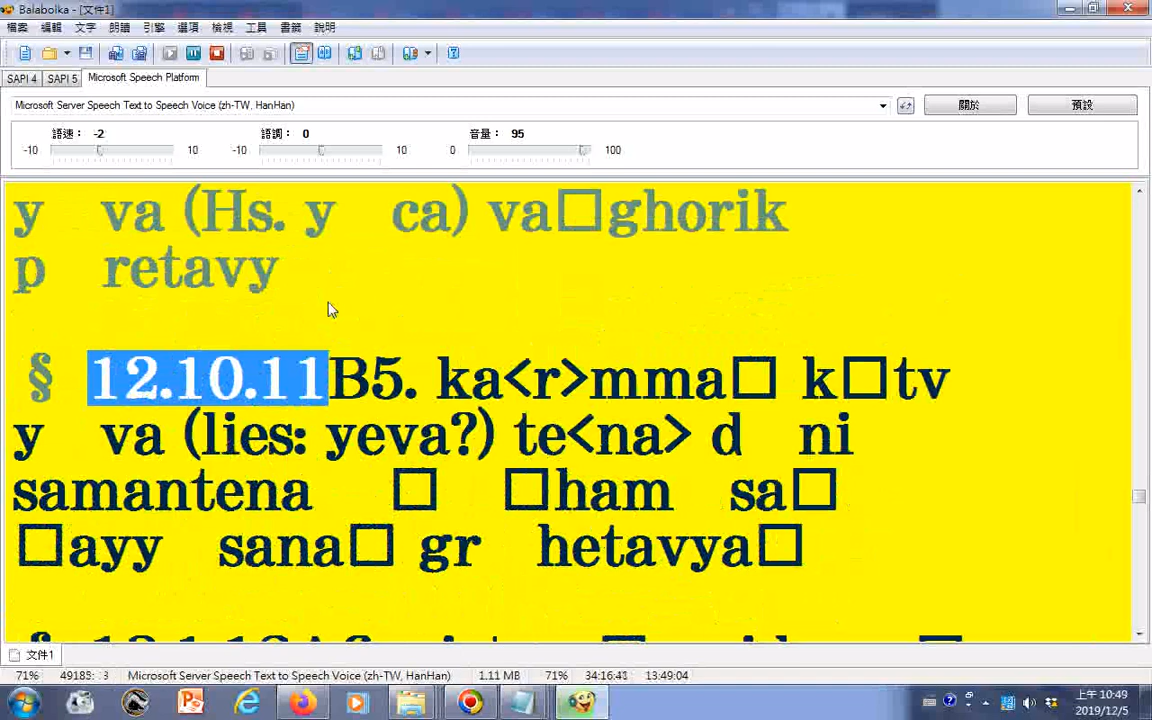 Balabolka - [文件1]
檔案 編輯 文字 朗讀 引擎 選項 檢視 工具 書籤 說明
SAPI 4 SAPI 5 Microsoft Speech Platform
Microsoft Server Speech Text to Speech Voice (zh-TW, HanHan) 關於 預設
語速： -2 語調： 0 音量： 95
-10 10 -10 10 0 100
y va (Hs. y ca) va□ghorik
p retavy
§ 12.10.11B5. ka<r>mma□ k□tv
y va (lies: yeva?) te<na> d ni
samantena □ □ham sa□
□ayy sana□ gr hetavya□
文件1
71% Microsoft Server Speech Text to Speech Voice (zh-TW, HanHan) 1.11 MB 71% 13:49:04
上午 10:49
2019/12/5